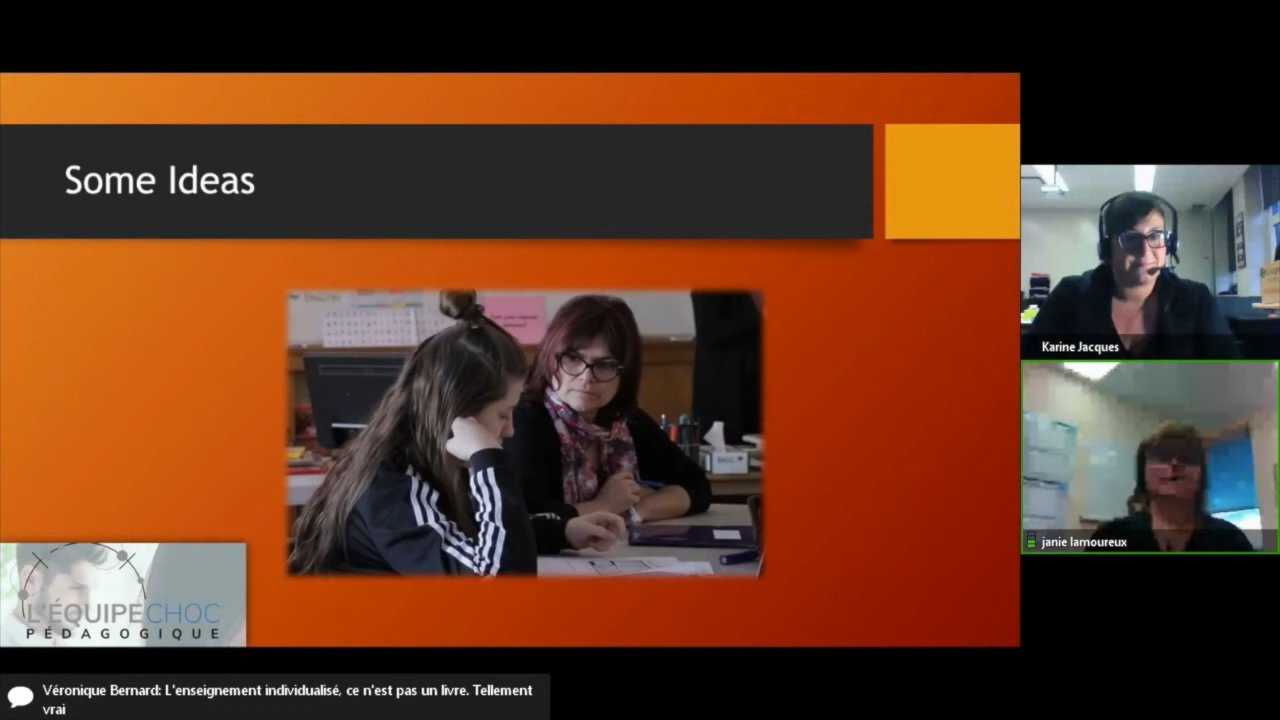 Some Ideas
Karine Jacques
janie lamoureux
L'ÉQUIPECHOC
PÉDAGOGIQUE
Véronique Bernard: L'enseignement individualisé, ce n'est pas un livre. Tellement
vrai